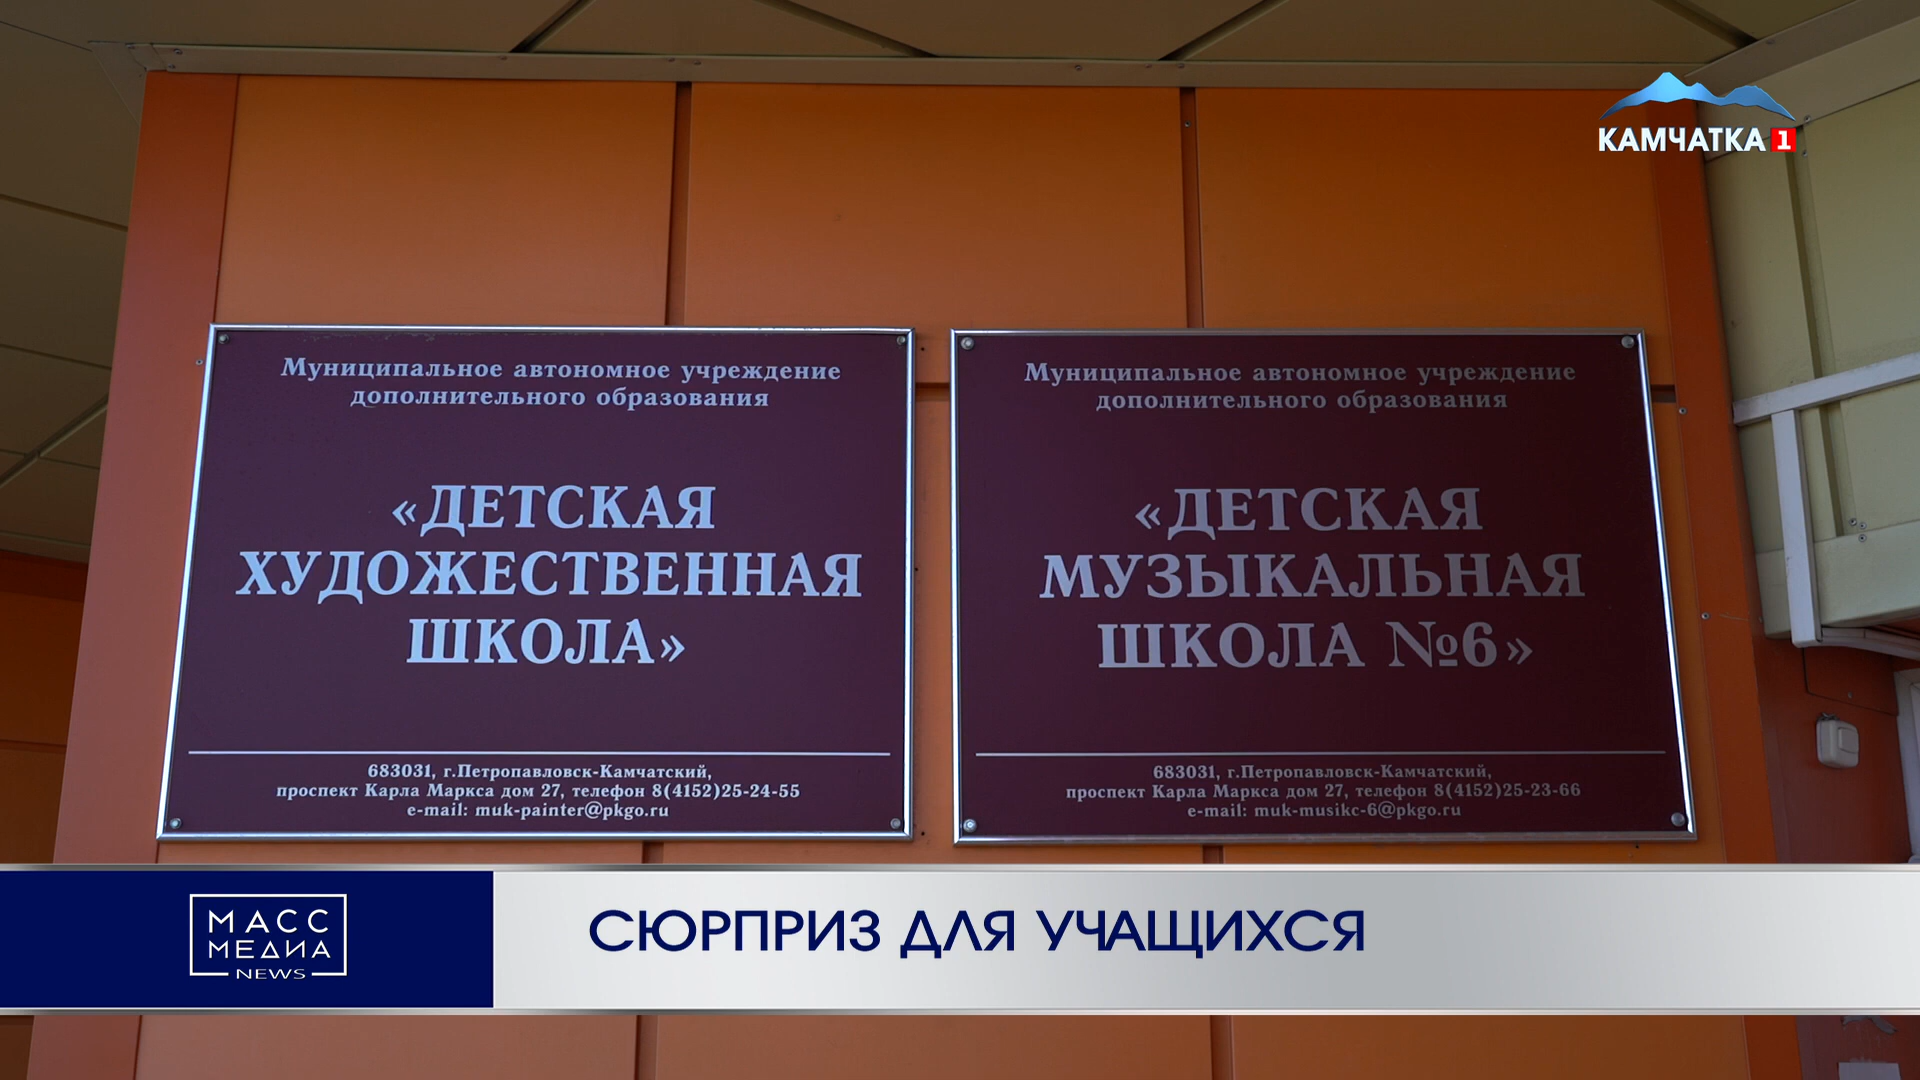 КАМЧАТКА 1
Муниципальное автономное учреждение
дополнительного образования
«ДЕТСКАЯ
ХУДОЖЕСТВЕННАЯ
ШКОЛА»
683031, г.Петропавловск-Камчатский,
проспект Карла Маркса дом 27, телефон 8(4152)25-24-55
e-mail: muk-painter@pkgo.ru
Муниципальное автономное учреждение
дополнительного образования
«ДЕТСКАЯ
МУЗЫКАЛЬНАЯ
ШКОЛА №6»
683031, г.Петропавловск-Камчатский,
проспект Карла Маркса дом 27, телефон 8(4152)25-23-66
e-mail: muk-musikc-6@pkgo.ru
МАСС
МЕДИА
NEWS
СЮРПРИЗ ДЛЯ УЧАЩИХСЯ